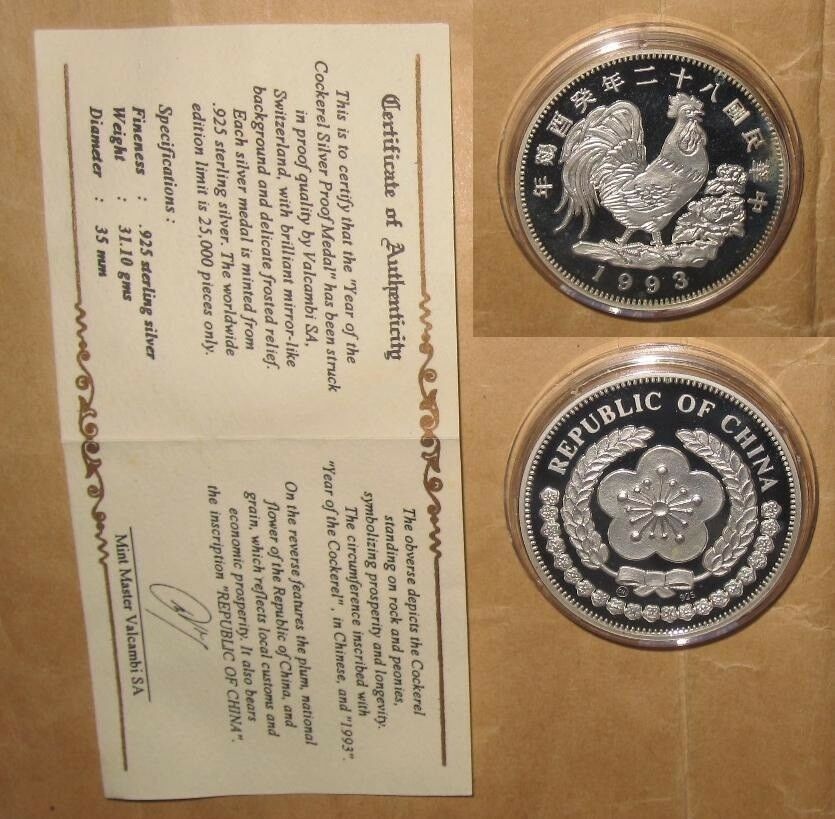 Certificate of Authenticity
This is to certify that the "Year of the
Cockerel Silver Proof Medal" has been struck
in proof quality by Valcambi SA,
Switzerland, with brilliant mirror-like
background and delicate frosted relief.
Each silver medal is minted from
.925 sterling silver. The worldwide
edition limit is 25,000 pieces only.
Specifications :
Fineness : .925 sterling silver
Weight : 31.10 gms
Diameter : 35 mm
The obverse depicts the Cockerel
standing on rock and peonies,
symbolizing prosperity and longevity.
The circumference inscribed with
"Year of the Cockerel", in Chinese, and "1993".
On the reverse features the plum, national
flower of the Republic of China, and
grain, which reflects local customs and
economic prosperity. It also bears
the inscription "REPUBLIC OF CHINA".
Mint Master Valcambi SA
中華民國八十二年癸酉鷄年
1993
REPUBLIC OF CHINA
925